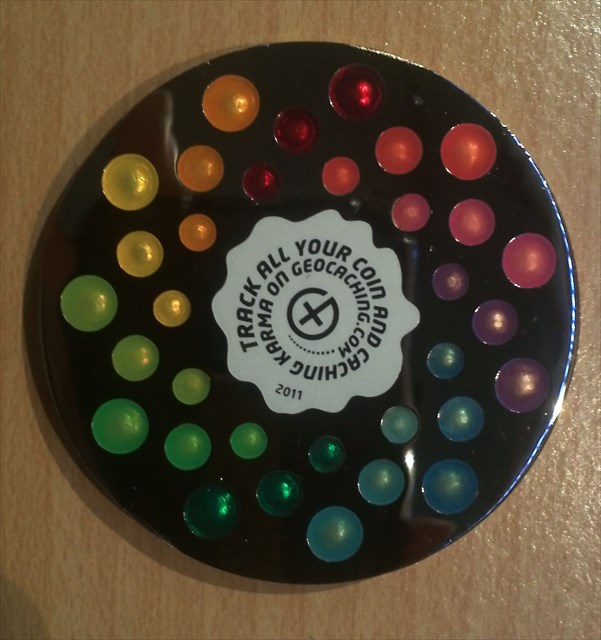 TRACK ALL YOUR COIN AND CACHING KARMA ON GEOCACHING.COM
2011